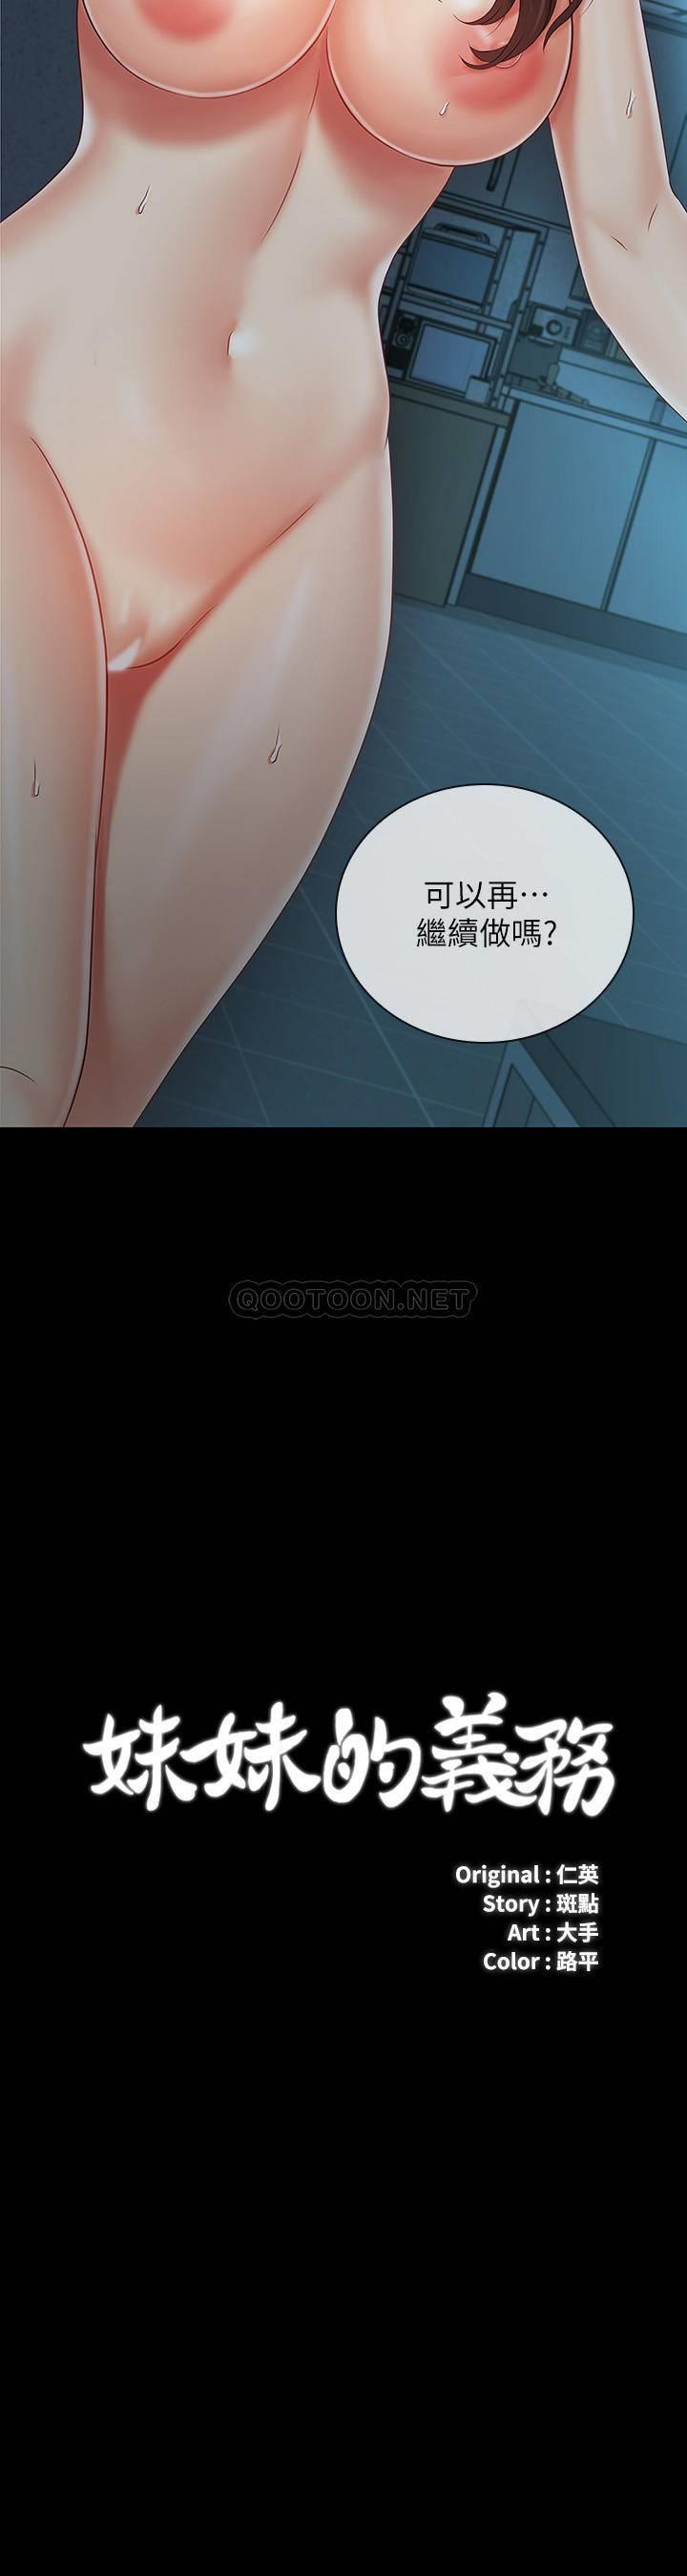 可以再…
繼續做嗎?
QOOTOON.NET
妹妹的義務
Original : 仁英
Story : 斑點
Art : 大手
Color : 路平